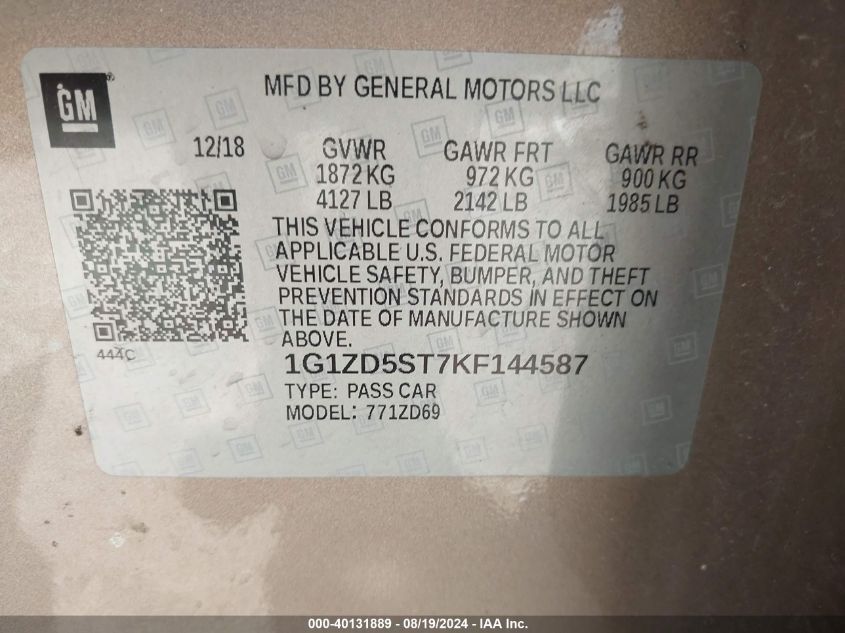 GM
MFD BY GENERAL MOTORS LLC
12/18 GVWR GAWR FRT GAWR RR
1872 KG 972 KG 900 KG
4127 LB 2142 LB 1985 LB
THIS VEHICLE CONFORMS TO ALL
APPLICABLE U.S. FEDERAL MOTOR
VEHICLE SAFETY, BUMPER, AND THEFT
PREVENTION STANDARDS IN EFFECT ON
THE DATE OF MANUFACTURE SHOWN
ABOVE.
444C
1G1ZD5ST7KF144587
TYPE: PASS CAR
MODEL: 771ZD69
000-40131889 - 08/19/2024 - IAA Inc.